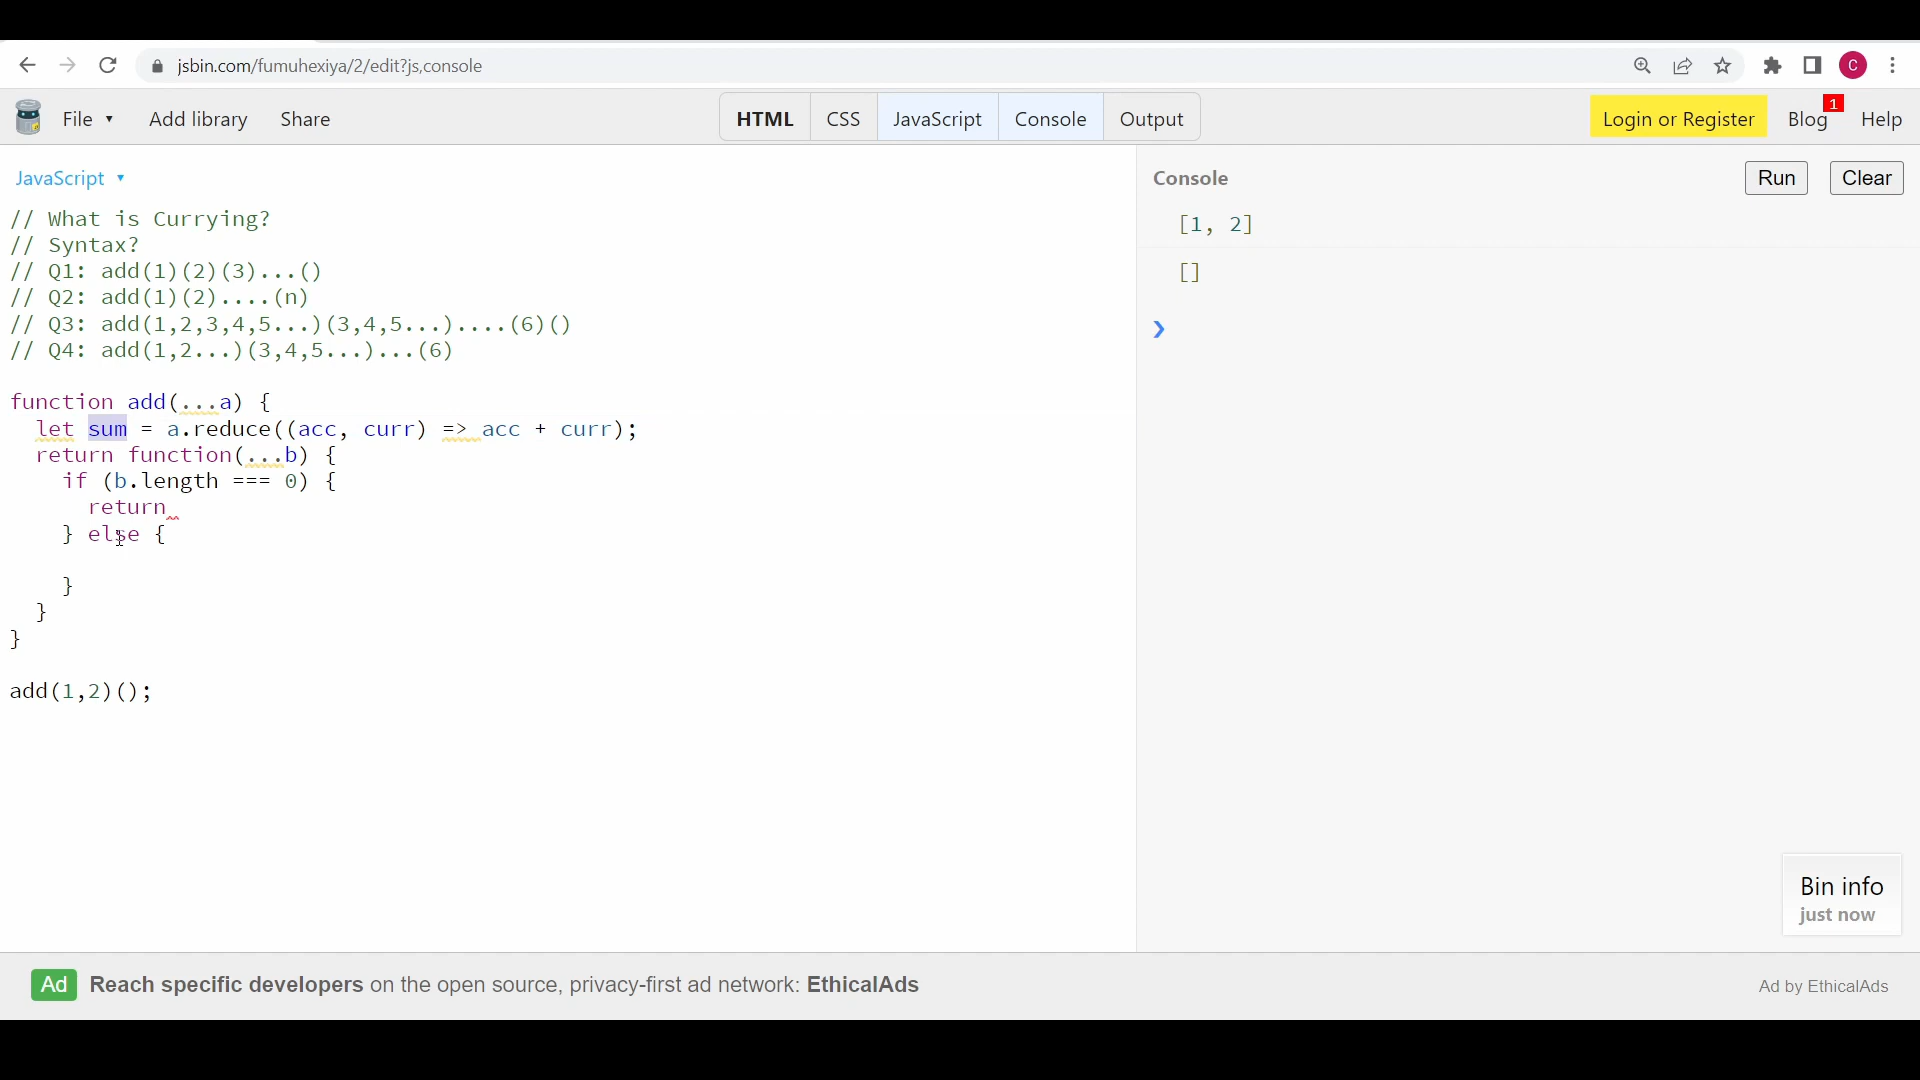 jsbin.com/fumuhexiya/2/edit?js,console
C
File ▾ Add library Share HTML CSS JavaScript Console Output Login or Register Blog 1 Help
JavaScript ▾
// What is Currying?
// Syntax?
// Q1: add(1)(2)(3)...()
// Q2: add(1)(2)....(n)
// Q3: add(1,2,3,4,5...)(3,4,5...)....(6)()
// Q4: add(1,2...)(3,4,5...)...(6)
function add(...a) {
  let sum = a.reduce((acc, curr) => acc + curr);
  return function(...b) {
    if (b.length === 0) {
      return
    } else {
    }
  }
}
add(1,2)();
Console Run Clear
[1, 2]
[]
❯
Bin info
just now
Ad Reach specific developers on the open source, privacy-first ad network: EthicalAds
Ad by EthicalAds